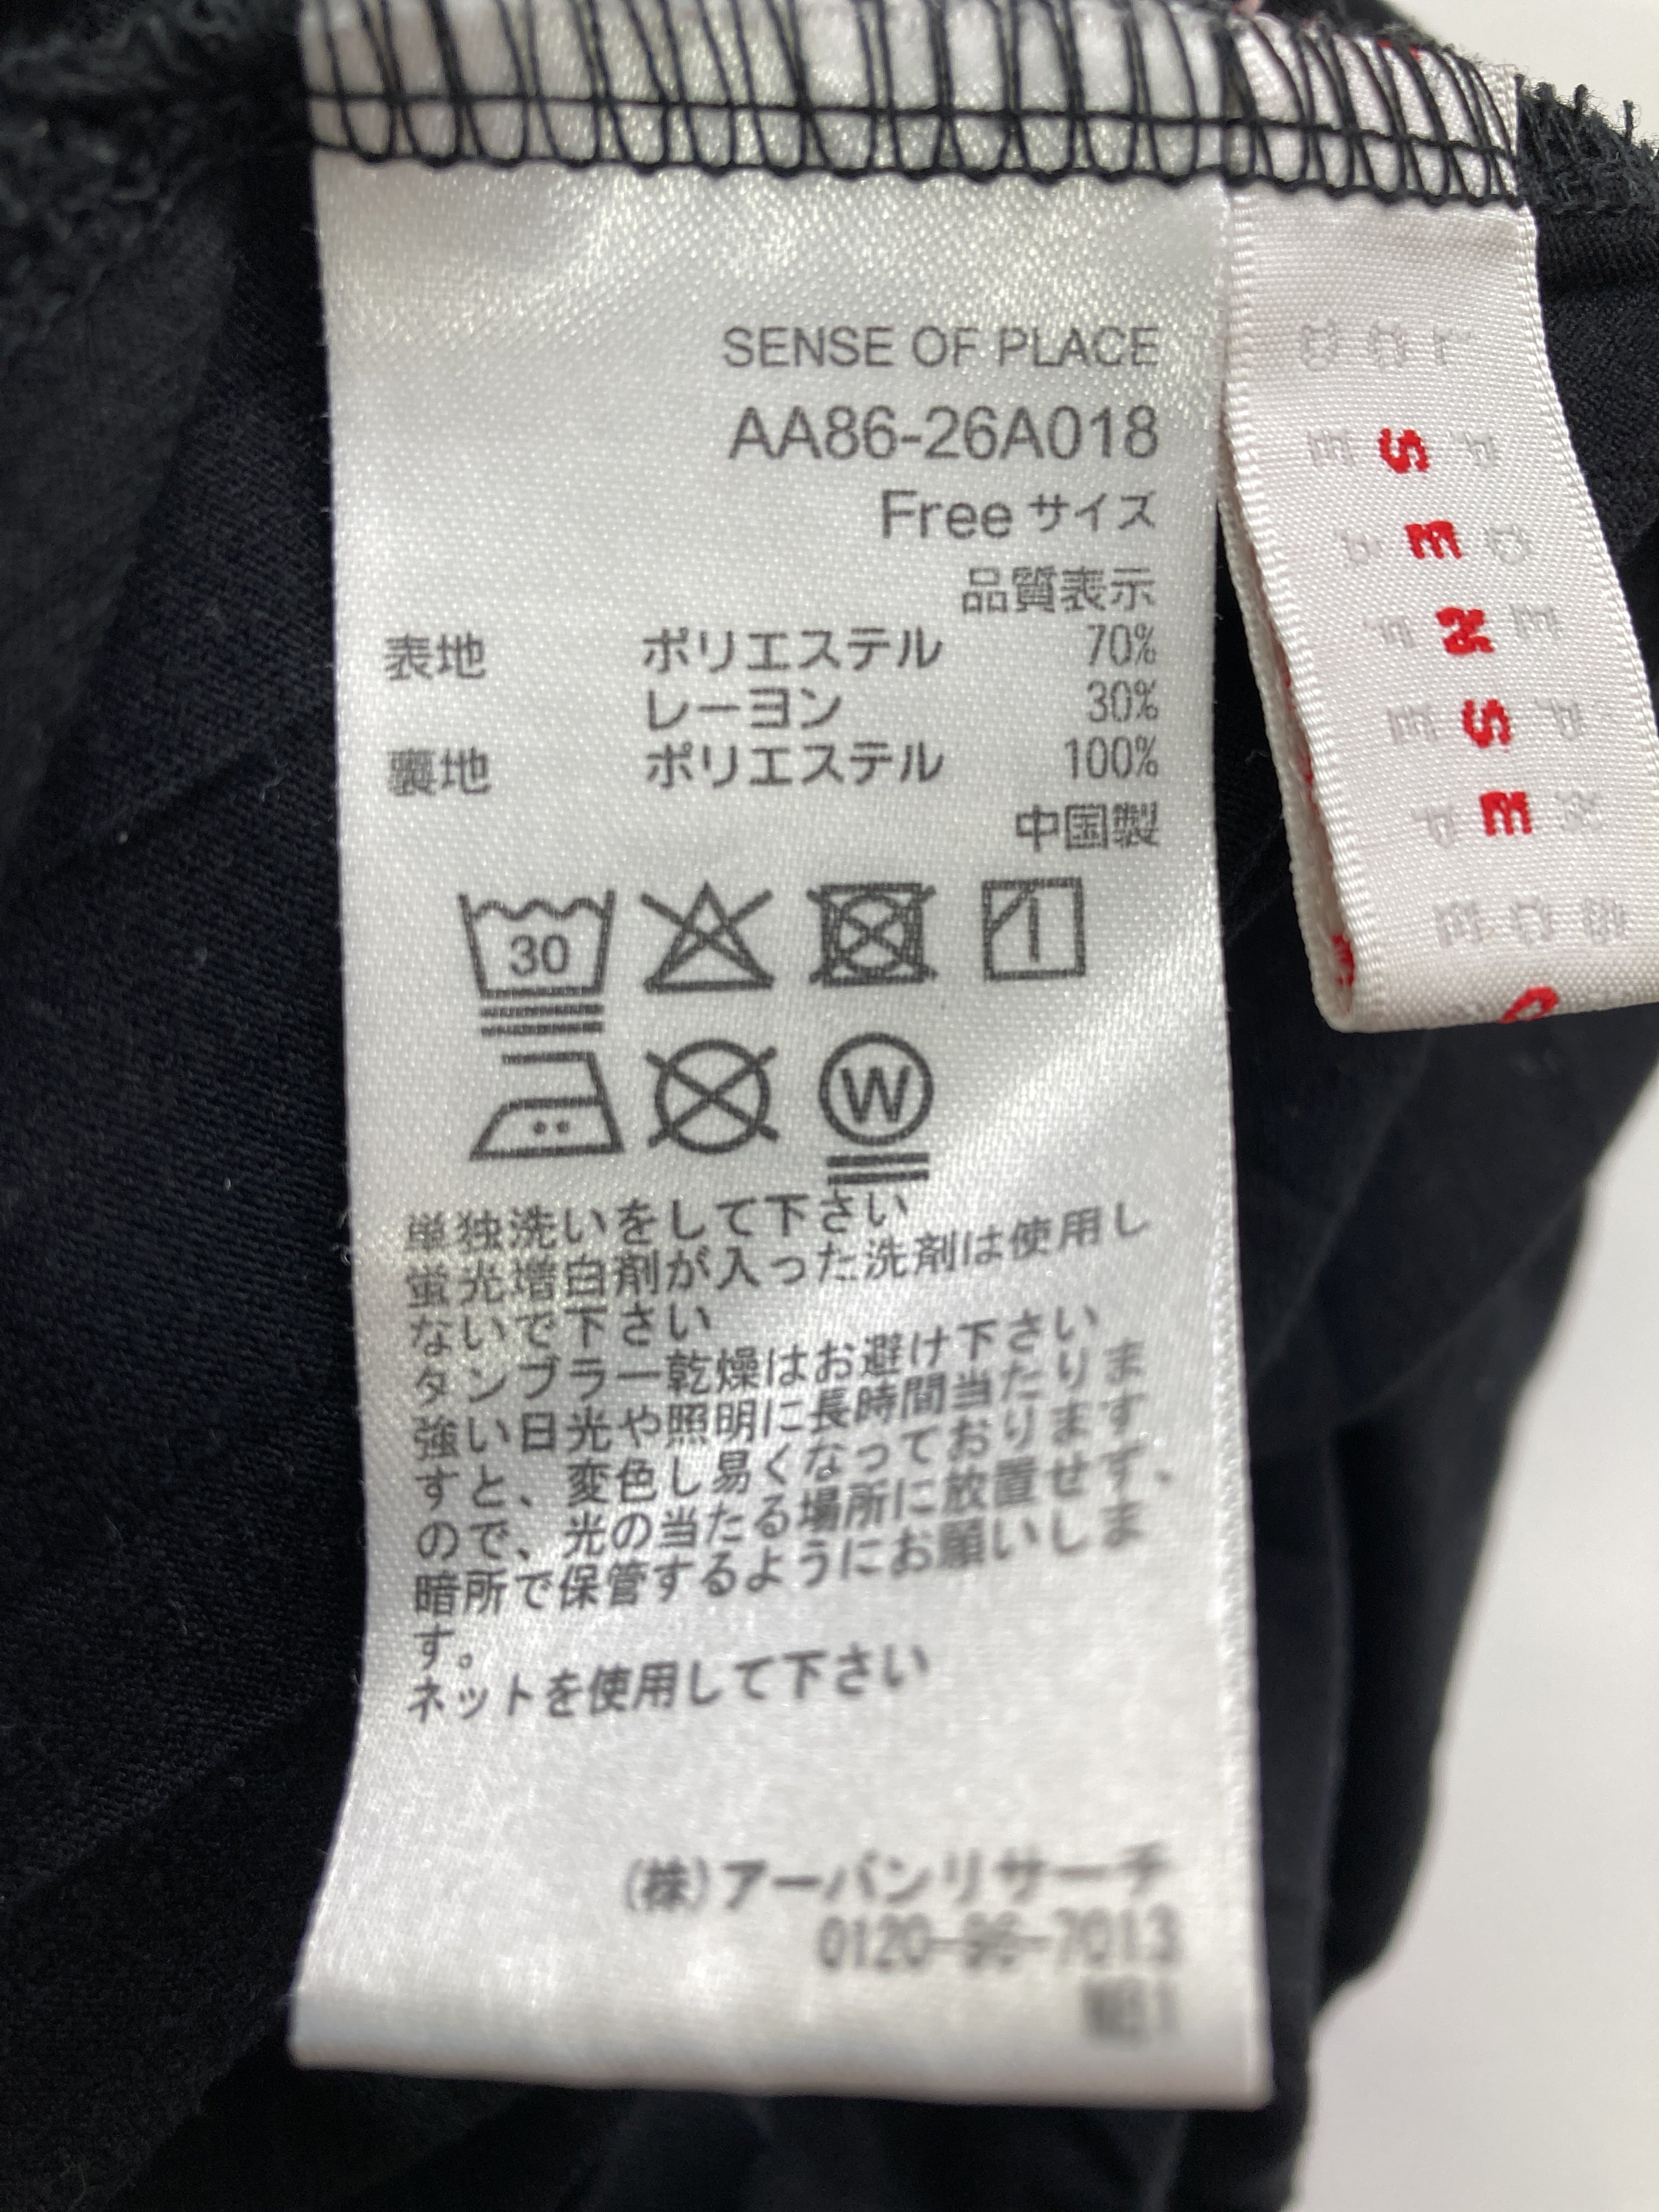 SENSE OF PLACE
AA86-26A018
Free サイズ
品質表示
表地 ポリエステル 70%
レーヨン 30%
裏地 ポリエステル 100%
中国製
30
W
単独洗いをして下さい
蛍光増白剤が入った洗剤は使用し
ないで下さい
タンブラー乾燥はお避け下さい
強い日光や照明に長時間当たりま
すと、変色し易くなっております
ので、光の当たる場所に放置せず、
暗所で保管するようにお願いしま
す。
ネットを使用して下さい
(株)アーバンリサーチ
0120-96-7013
SENSE